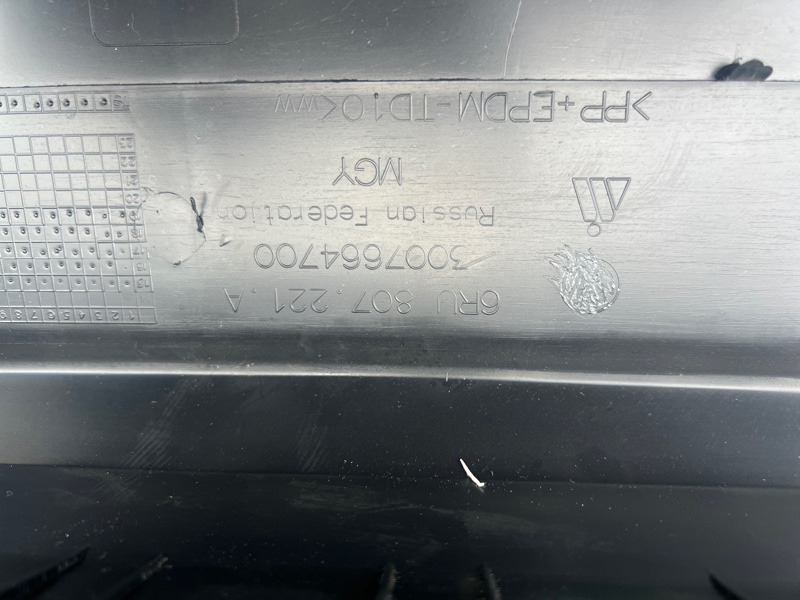 6RU 807.221.A
3007664700
Russian Federation
MGY
>PP+EPDM-TD10<